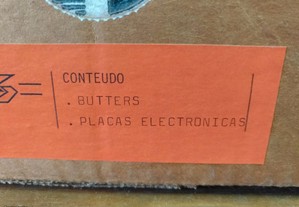 CONTEUDO
. BUTTERS
. PLACAS ELECTRONICAS